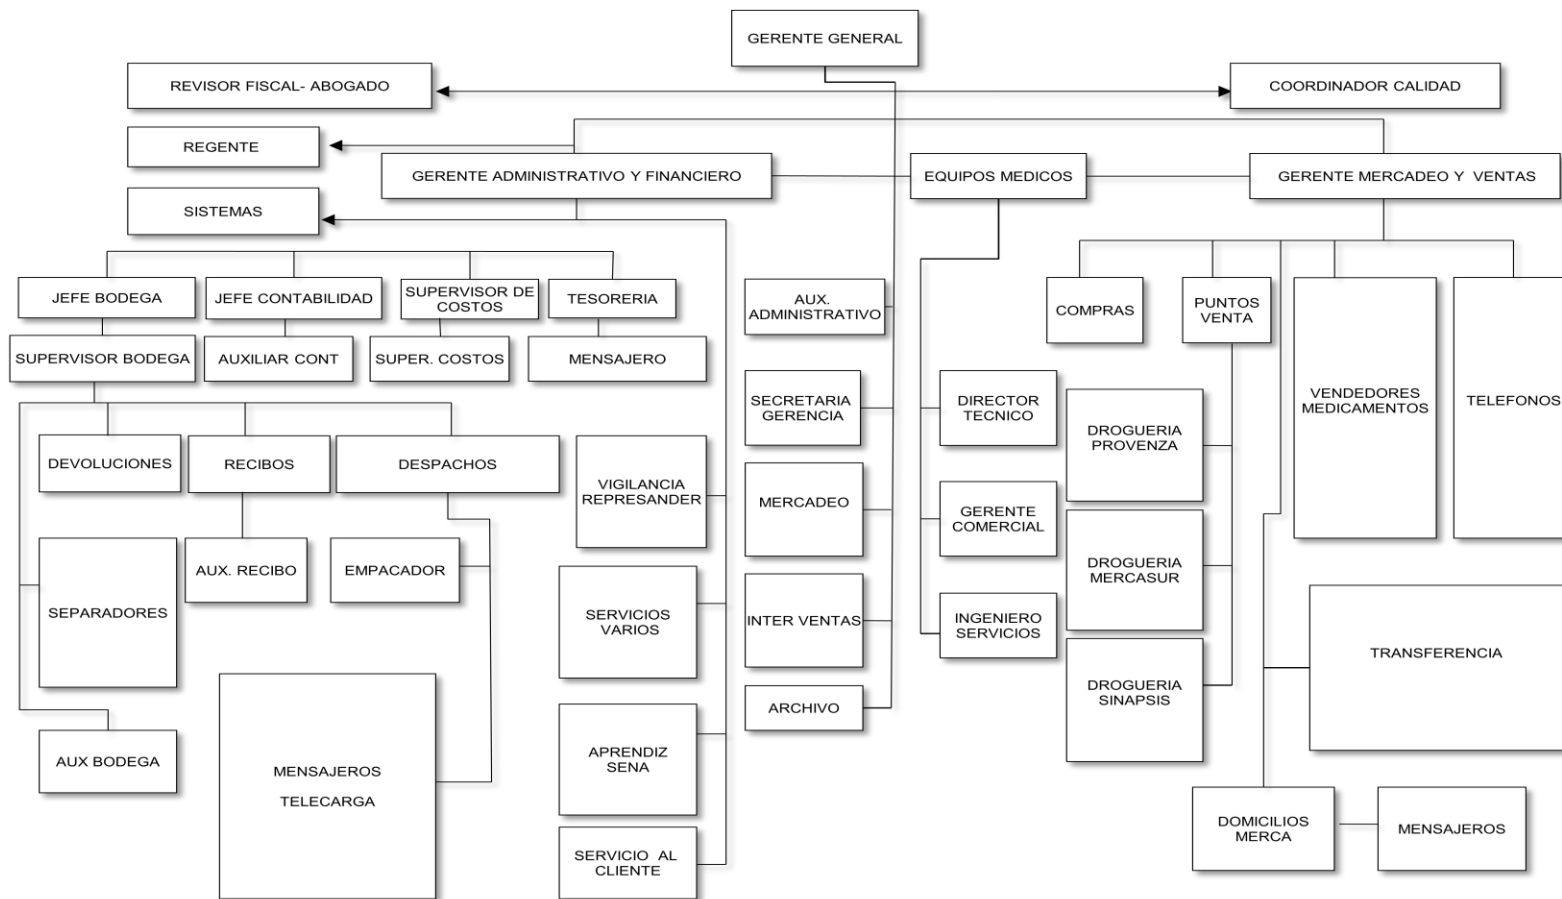 GERENTE GENERAL
REVISOR FISCAL- ABOGADO
COORDINADOR CALIDAD
REGENTE
GERENTE ADMINISTRATIVO Y FINANCIERO
EQUIPOS MEDICOS
GERENTE MERCADEO Y VENTAS
SISTEMAS
JEFE BODEGA
JEFE CONTABILIDAD
SUPERVISOR DE
COSTOS
TESORERIA
AUX.
ADMINISTRATIVO
COMPRAS
PUNTOS
VENTA
SUPERVISOR BODEGA
AUXILIAR CONT
SUPER. COSTOS
MENSAJERO
SECRETARIA
GERENCIA
DIRECTOR
TECNICO
DROGUERIA
PROVENZA
VENDEDORES
MEDICAMENTOS
TELEFONOS
DEVOLUCIONES
RECIBOS
DESPACHOS
VIGILANCIA
REPRESANDER
MERCADEO
GERENTE
COMERCIAL
DROGUERIA
MERCASUR
SEPARADORES
AUX. RECIBO
EMPACADOR
SERVICIOS
VARIOS
INTER VENTAS
INGENIERO
SERVICIOS
TRANSFERENCIA
DROGUERIA
SINAPSIS
ARCHIVO
AUX BODEGA
MENSAJEROS
TELECARGA
APRENDIZ
SENA
DOMICILIOS
MERCA
MENSAJEROS
SERVICIO AL
CLIENTE